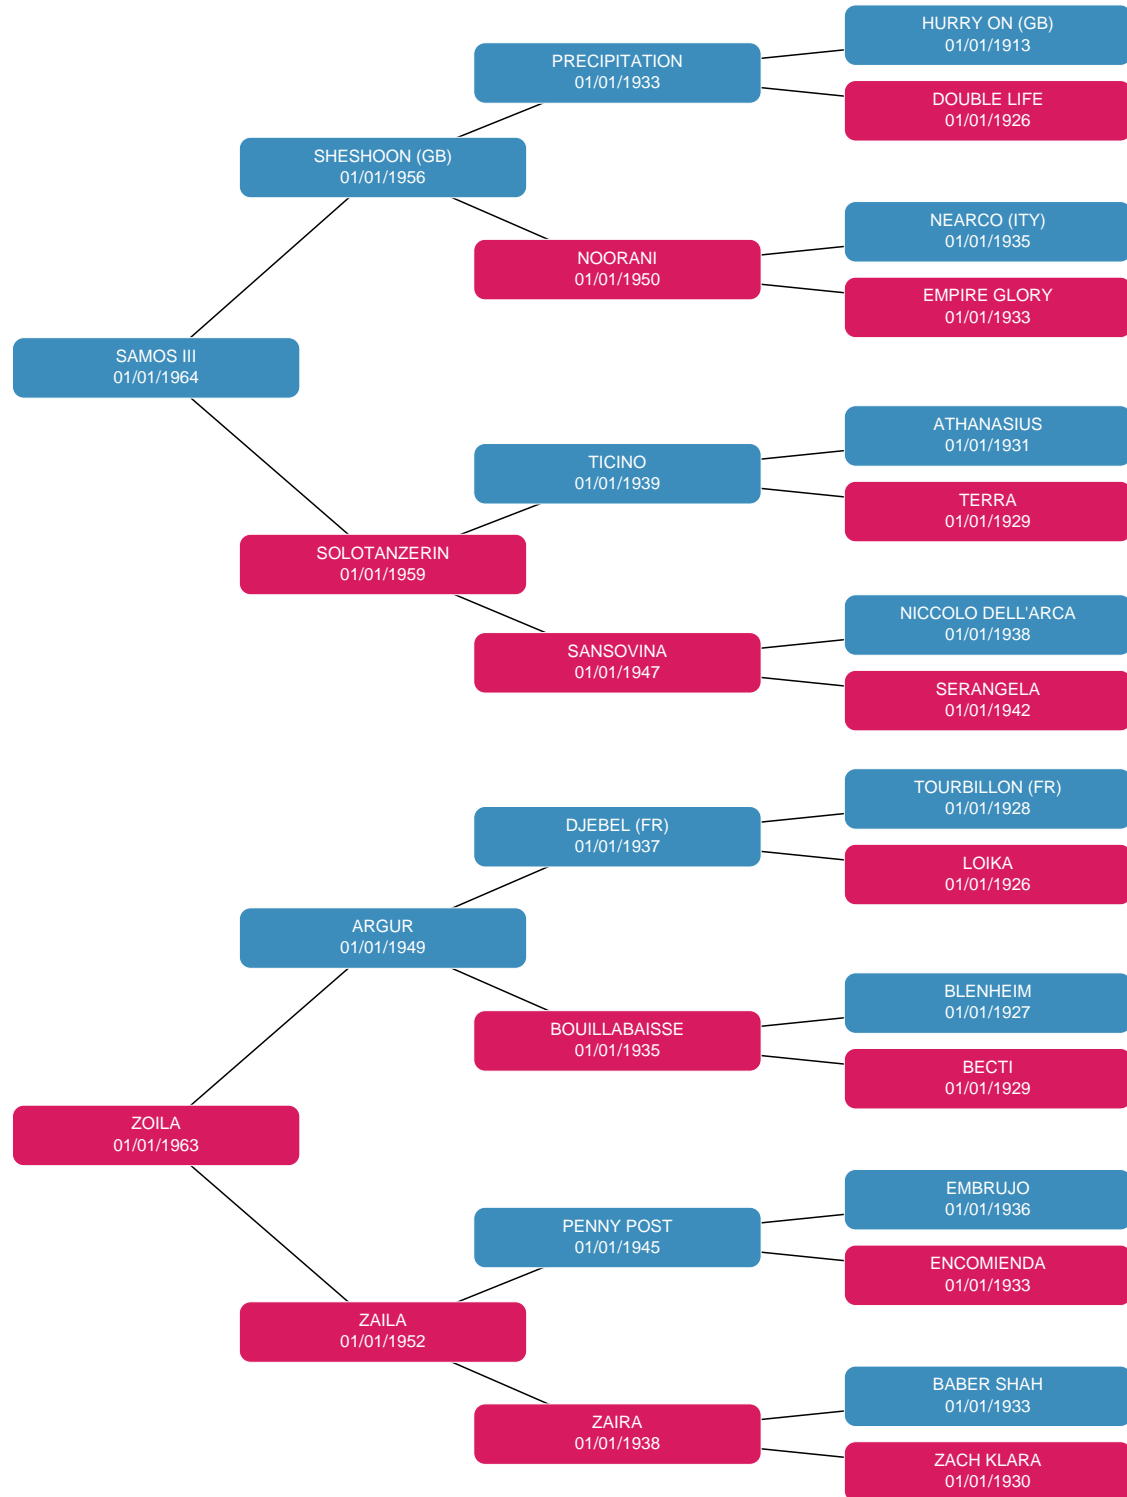 HURRY ON (GB)
01/01/1913
PRECIPITATION
01/01/1933
DOUBLE LIFE
01/01/1926
SHESHOON (GB)
01/01/1956
NEARCO (ITY)
01/01/1935
NOORANI
01/01/1950
EMPIRE GLORY
01/01/1933
SAMOS III
01/01/1964
ATHANASIUS
01/01/1931
TICINO
01/01/1939
TERRA
01/01/1929
SOLOTANZERIN
01/01/1959
NICCOLO DELL'ARCA
01/01/1938
SANSOVINA
01/01/1947
SERANGELA
01/01/1942
TOURBILLON (FR)
01/01/1928
DJEBEL (FR)
01/01/1937
LOIKA
01/01/1926
ARGUR
01/01/1949
BLENHEIM
01/01/1927
BOUILLABAISSE
01/01/1935
BECTI
01/01/1929
ZOILA
01/01/1963
EMBRUJO
01/01/1936
PENNY POST
01/01/1945
ENCOMIENDA
01/01/1933
ZAILA
01/01/1952
BABER SHAH
01/01/1933
ZAIRA
01/01/1938
ZACH KLARA
01/01/1930